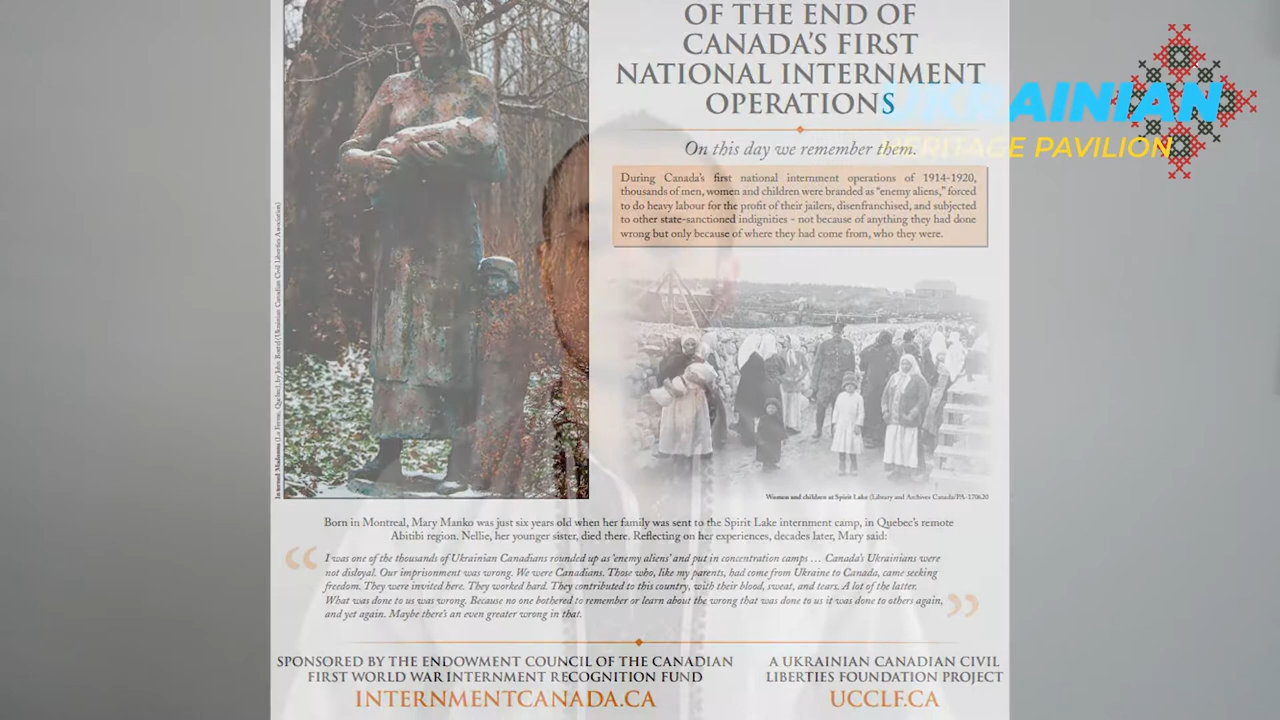 OF THE END OF
CANADA'S FIRST
NATIONAL INTERNMENT
OPERATIONS
UKRAINIAN
HERITAGE PAVILION
On this day we remember them.
During Canada's first national internment operations of 1914-1920,
thousands of men, women and children were branded as "enemy aliens," forced
to do heavy labour for the profit of their jailers, disenfranchised, and subjected
to other state-sanctioned indignities - not because of anything they had done
wrong but only because of where they had come from, who they were.
Interned Madonna (La Ferme, Quebec), by John Boxtel (Ukrainian Canadian Civil Liberties Association)
Women and children at Spirit Lake (Library and Archives Canada/PA-170620
Born in Montreal, Mary Manko was just six years old when her family was sent to the Spirit Lake internment camp, in Quebec's remote
Abitibi region. Nellie, her younger sister, died there. Reflecting on her experiences, decades later, Mary said:
“ I was one of the thousands of Ukrainian Canadians rounded up as 'enemy aliens' and put in concentration camps … Canada's Ukrainians were
not disloyal. Our imprisonment was wrong. We were Canadians. Those who, like my parents, had come from Ukraine to Canada, came seeking
freedom. They were invited here. They worked hard. They contributed to this country, with their blood, sweat, and tears. A lot of the latter.
What was done to us was wrong. Because no one bothered to remember or learn about the wrong that was done to us it was done to others again,
and yet again. Maybe there's an even greater wrong in that. ”
SPONSORED BY THE ENDOWMENT COUNCIL OF THE CANADIAN
FIRST WORLD WAR INTERNMENT RECOGNITION FUND
INTERNMENTCANADA.CA
A UKRAINIAN CANADIAN CIVIL
LIBERTIES FOUNDATION PROJECT
UCCLF.CA